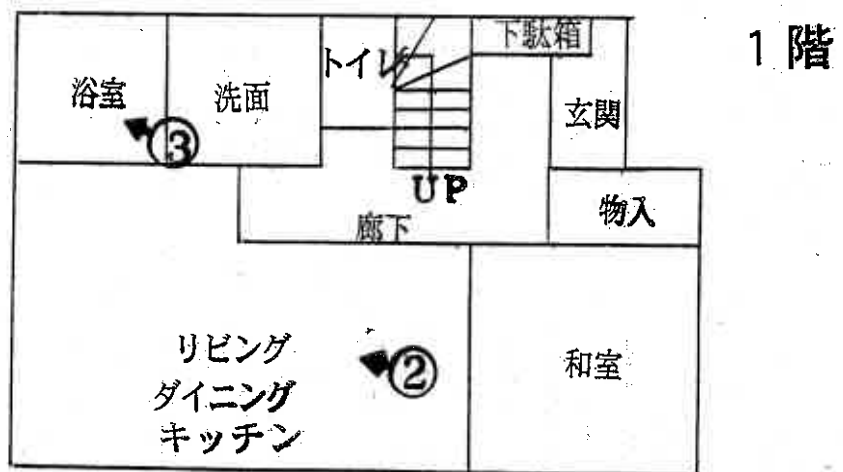 1階
下駄箱
トイレ
浴室
洗面
玄関
③
UP
物入
廊下
リビング
ダイニング
キッチン
②
和室